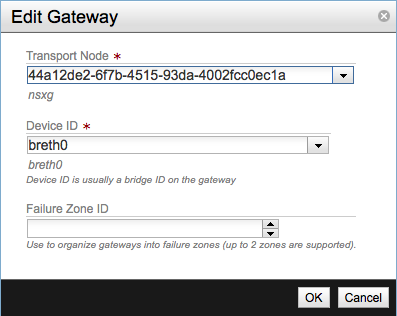 Edit Gateway
Transport Node *
44a12de2-6f7b-4515-93da-4002fcc0ec1a
nsxg
Device ID *
breth0
breth0
Device ID is usually a bridge ID on the gateway
Failure Zone ID
Use to organize gateways into failure zones (up to 2 zones are supported).
OK Cancel